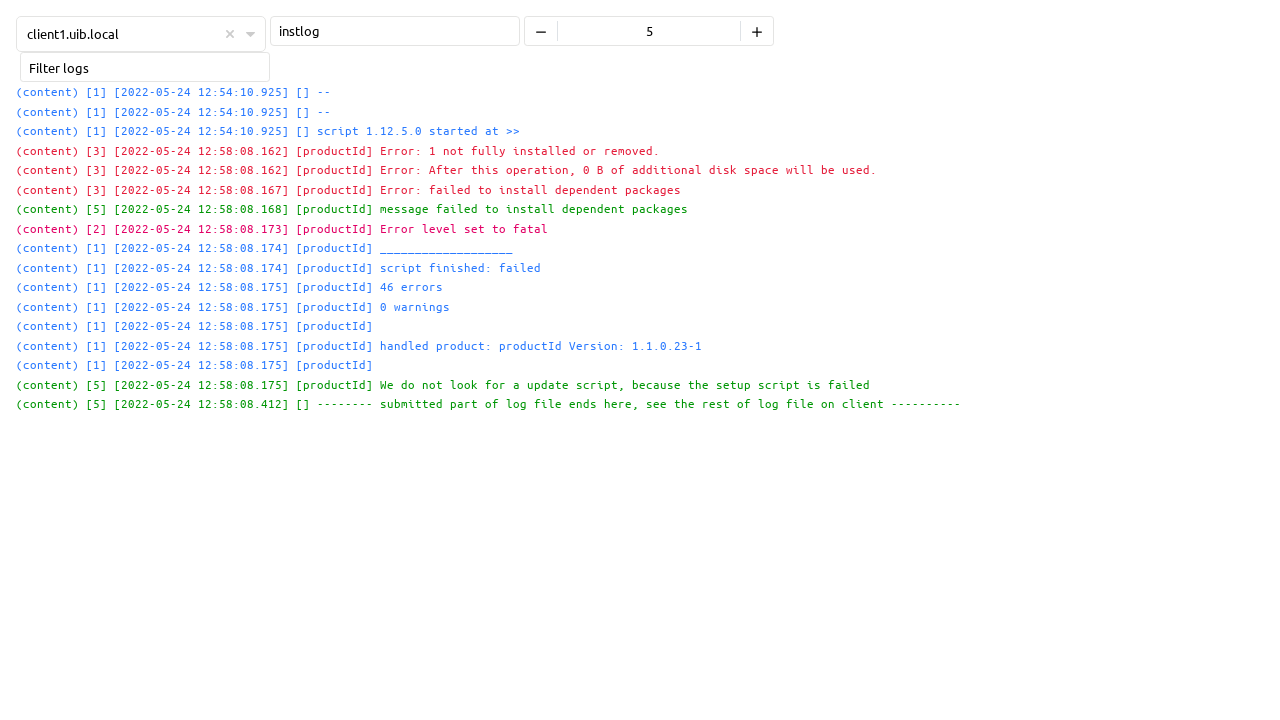 client1.uib.local
instlog
5
Filter logs
(content) [1] [2022-05-24 12:54:10.925] [] --
(content) [1] [2022-05-24 12:54:10.925] [] --
(content) [1] [2022-05-24 12:54:10.925] [] script 1.12.5.0 started at >>
(content) [3] [2022-05-24 12:58:08.162] [productId] Error: 1 not fully installed or removed.
(content) [3] [2022-05-24 12:58:08.162] [productId] Error: After this operation, 0 B of additional disk space will be used.
(content) [3] [2022-05-24 12:58:08.167] [productId] Error: failed to install dependent packages
(content) [5] [2022-05-24 12:58:08.168] [productId] message failed to install dependent packages
(content) [2] [2022-05-24 12:58:08.173] [productId] Error level set to fatal
(content) [1] [2022-05-24 12:58:08.174] [productId] ___________________
(content) [1] [2022-05-24 12:58:08.174] [productId] script finished: failed
(content) [1] [2022-05-24 12:58:08.175] [productId] 46 errors
(content) [1] [2022-05-24 12:58:08.175] [productId] 0 warnings
(content) [1] [2022-05-24 12:58:08.175] [productId]
(content) [1] [2022-05-24 12:58:08.175] [productId] handled product: productId Version: 1.1.0.23-1
(content) [1] [2022-05-24 12:58:08.175] [productId]
(content) [5] [2022-05-24 12:58:08.175] [productId] We do not look for a update script, because the setup script is failed
(content) [5] [2022-05-24 12:58:08.412] [] -------- submitted part of log file ends here, see the rest of log file on client ----------